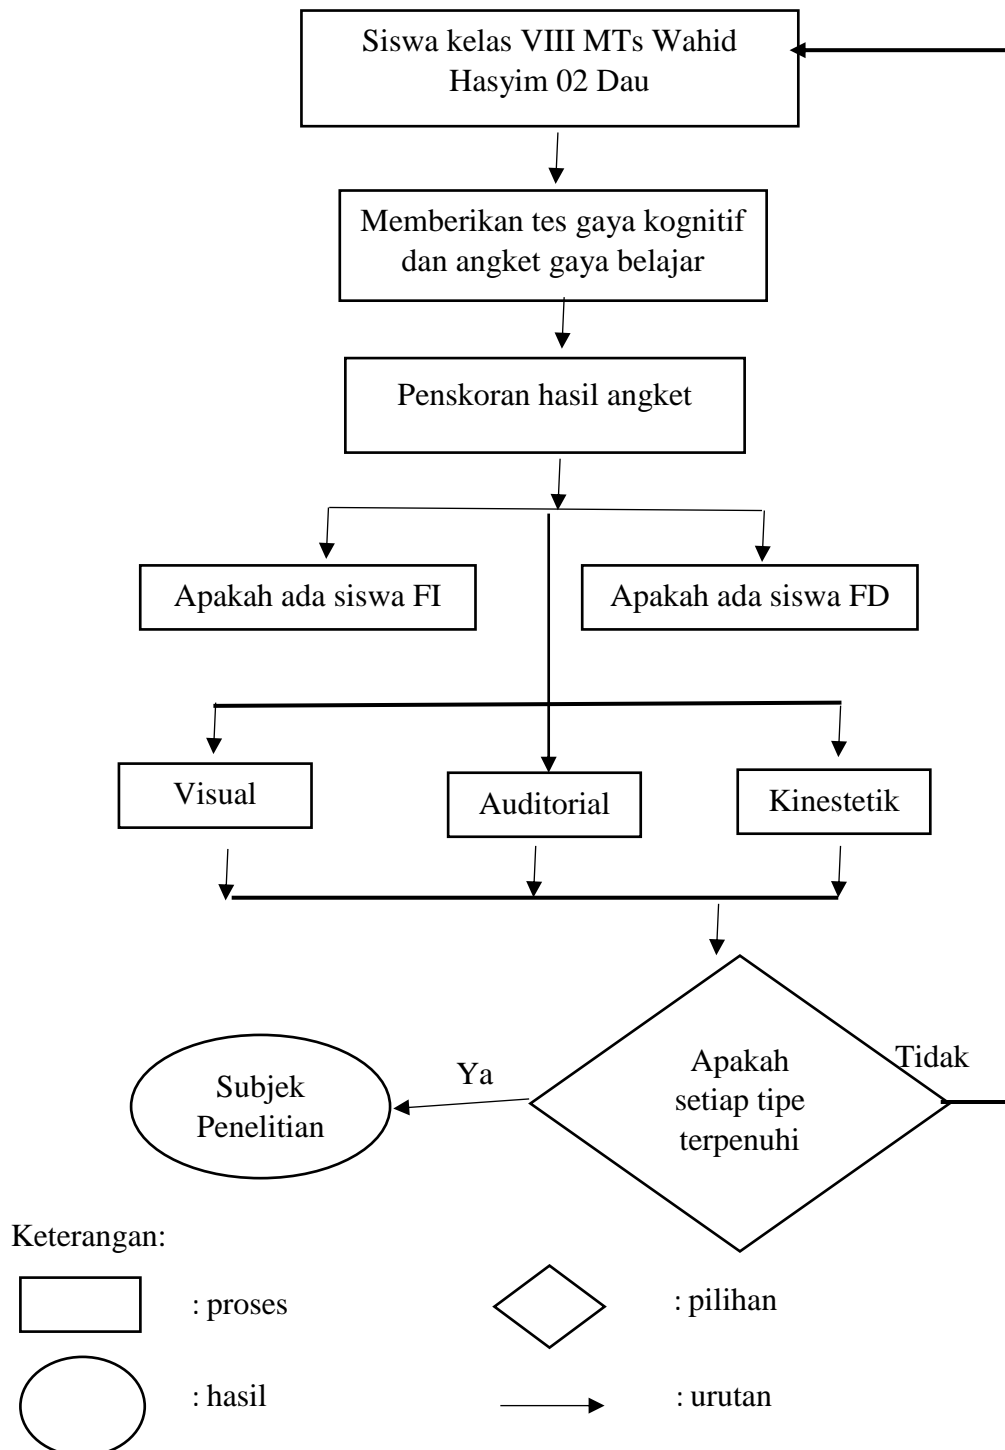 Siswa kelas VIII MTs Wahid
Hasyim 02 Dau
Memberikan tes gaya kognitif
dan angket gaya belajar
Penskoran hasil angket
Apakah ada siswa FI
Apakah ada siswa FD
Visual
Auditorial
Kinestetik
Apakah
setiap tipe
terpenuhi
Tidak
Ya
Subjek
Penelitian
Keterangan:
: proses
: pilihan
: hasil
: urutan